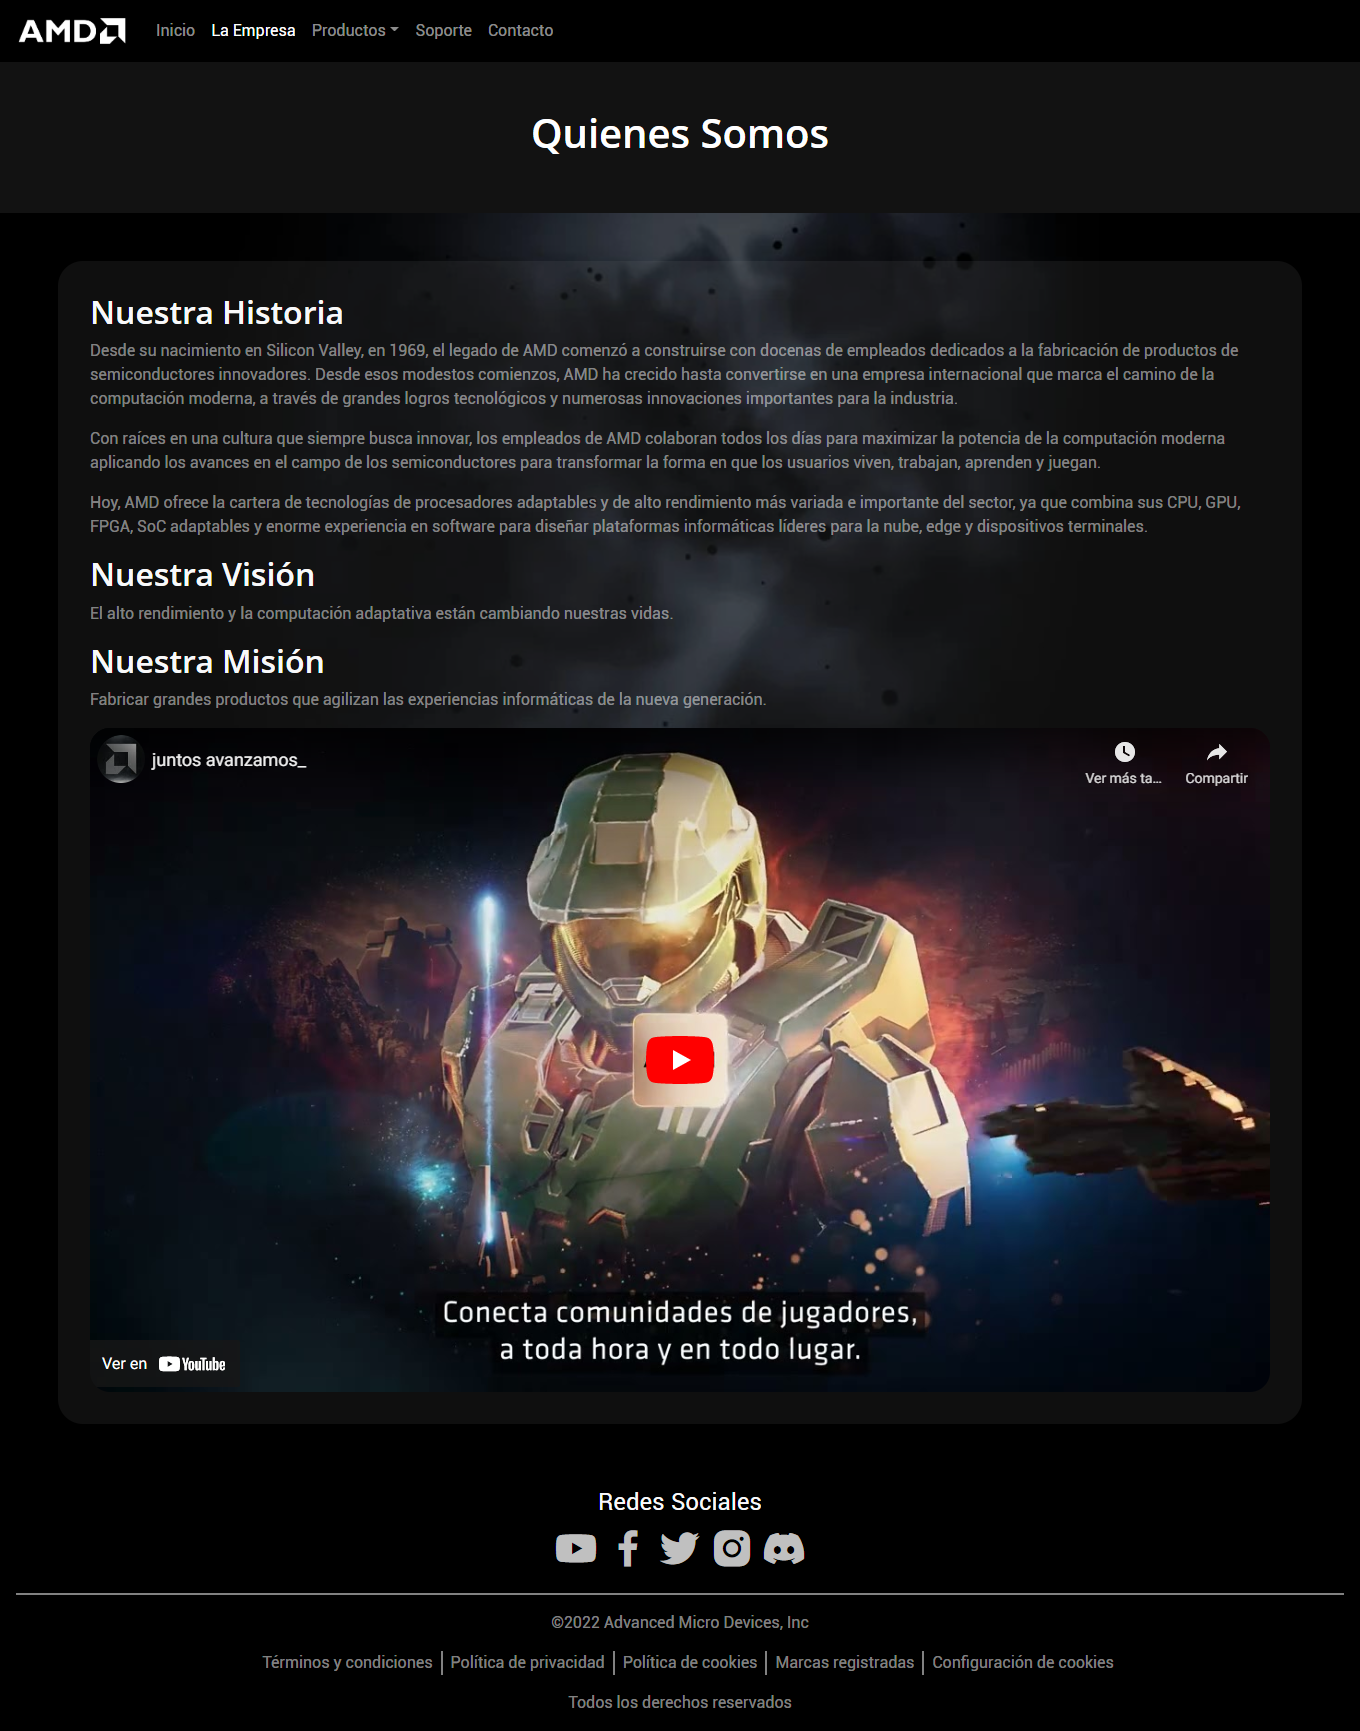 AMD
Inicio La Empresa Productos Soporte Contacto
Quienes Somos
Nuestra Historia
Desde su nacimiento en Silicon Valley, en 1969, el legado de AMD comenzó a construirse con docenas de empleados dedicados a la fabricación de productos de
semiconductores innovadores. Desde esos modestos comienzos, AMD ha crecido hasta convertirse en una empresa internacional que marca el camino de la
computación moderna, a través de grandes logros tecnológicos y numerosas innovaciones importantes para la industria.
Con raíces en una cultura que siempre busca innovar, los empleados de AMD colaboran todos los días para maximizar la potencia de la computación moderna
aplicando los avances en el campo de los semiconductores para transformar la forma en que los usuarios viven, trabajan, aprenden y juegan.
Hoy, AMD ofrece la cartera de tecnologías de procesadores adaptables y de alto rendimiento más variada e importante del sector, ya que combina sus CPU, GPU,
FPGA, SoC adaptables y enorme experiencia en software para diseñar plataformas informáticas líderes para la nube, edge y dispositivos terminales.
Nuestra Visión
El alto rendimiento y la computación adaptativa están cambiando nuestras vidas.
Nuestra Misión
Fabricar grandes productos que agilizan las experiencias informáticas de la nueva generación.
juntos avanzamos_
Ver más ta...
Compartir
Conecta comunidades de jugadores,
a toda hora y en todo lugar.
Ver en YouTube
Redes Sociales
©2022 Advanced Micro Devices, Inc
Términos y condiciones Política de privacidad Política de cookies Marcas registradas Configuración de cookies
Todos los derechos reservados